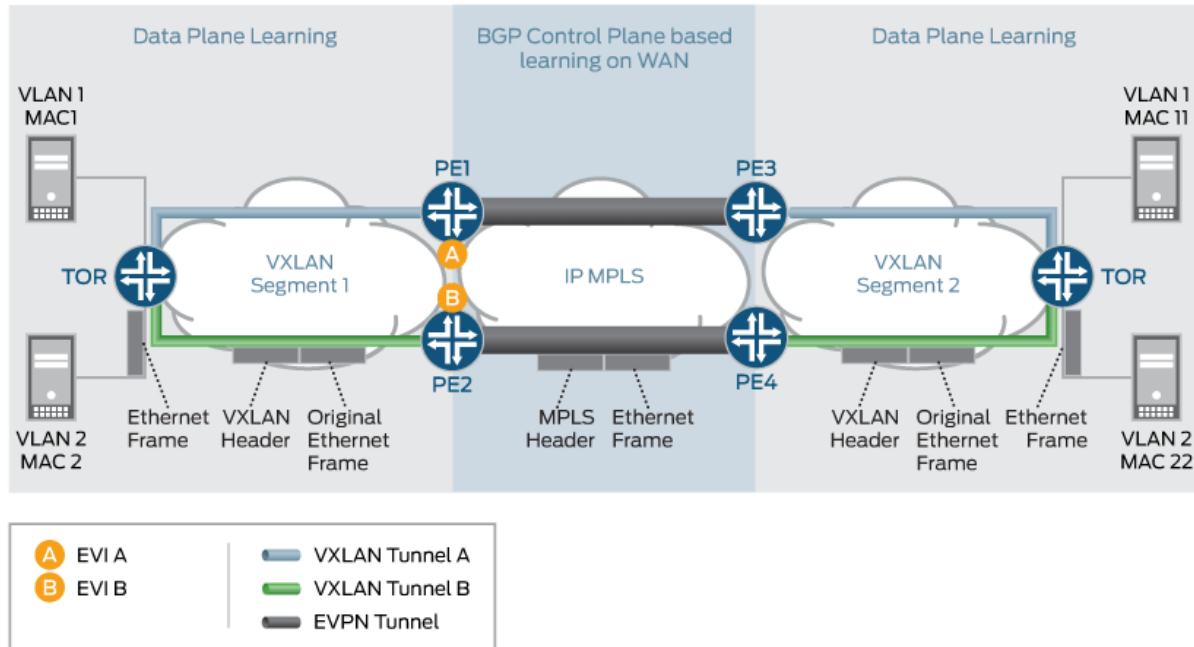 Data Plane Learning
BGP Control Plane based
learning on WAN
Data Plane Learning
VLAN 1
MAC1
VLAN 1
MAC 11
PE1
PE3
A
TOR
VXLAN
Segment 1
IP MPLS
VXLAN
Segment 2
TOR
B
PE2
PE4
VLAN 2
MAC 2
Ethernet
Frame
VXLAN
Header
Original
Ethernet
Frame
MPLS
Header
Ethernet
Frame
VXLAN
Header
Original
Ethernet
Frame
Ethernet
Frame
VLAN 2
MAC 22
A EVI A
B EVI B
VXLAN Tunnel A
VXLAN Tunnel B
EVPN Tunnel